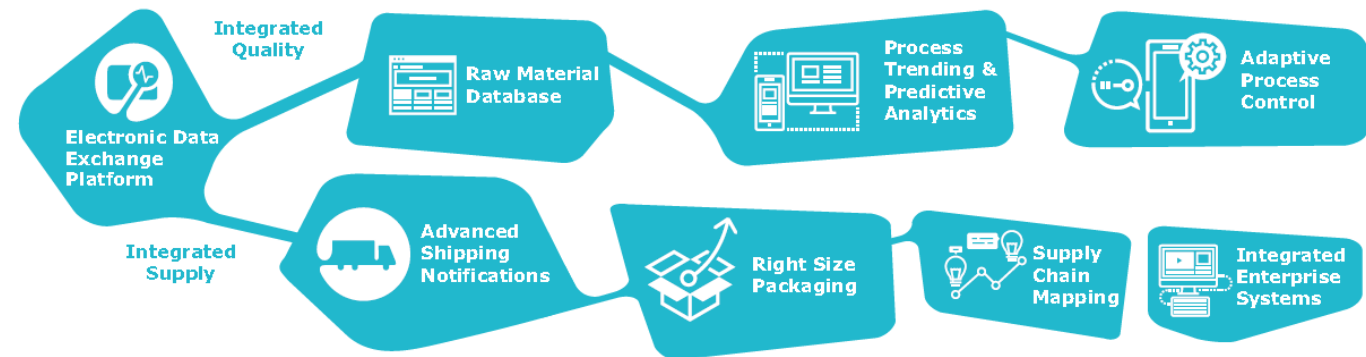 Integrated
Quality
Electronic Data
Exchange
Platform
Raw Material
Database
Process
Trending &
Predictive
Analytics
Adaptive
Process
Control
Integrated
Supply
Advanced
Shipping
Notifications
Right Size
Packaging
Supply
Chain
Mapping
Integrated
Enterprise
Systems